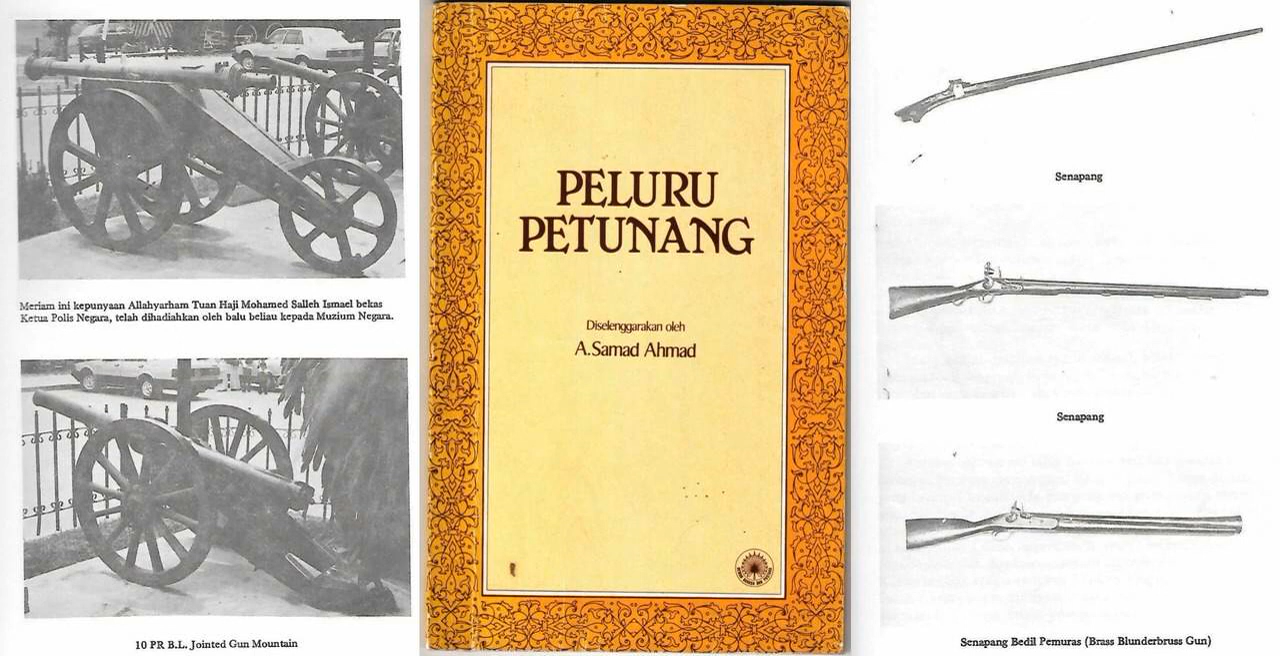 Meriam ini kepunyaan Allahyarham Tuan Haji Mohamed Salleh Ismael bekas
Ketua Polis Negara, telah dihadiahkan oleh balu beliau kepada Muzium Negara.
10 PR B.L. Jointed Gun Mountain
PELURU
PETUNANG
Diselenggarakan oleh
A.Samad Ahmad
Senapang
Senapang
Senapang Bedil Pemuras (Brass Blunderbruss Gun)